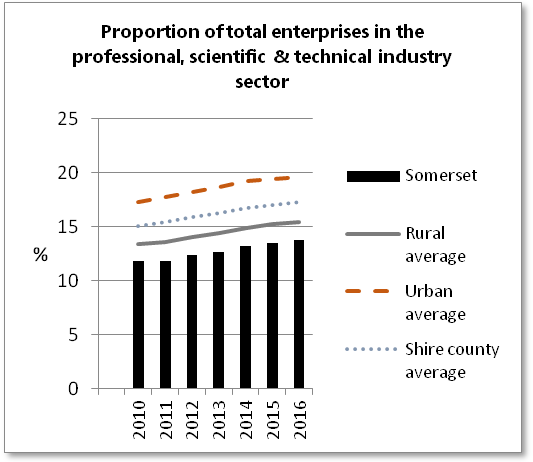 Proportion of total enterprises in the
professional, scientific & technical industry
sector
25
20
15
10
5
0
%
2010
2011
2012
2013
2014
2015
2016
Somerset
Rural
average
Urban
average
Shire county
average